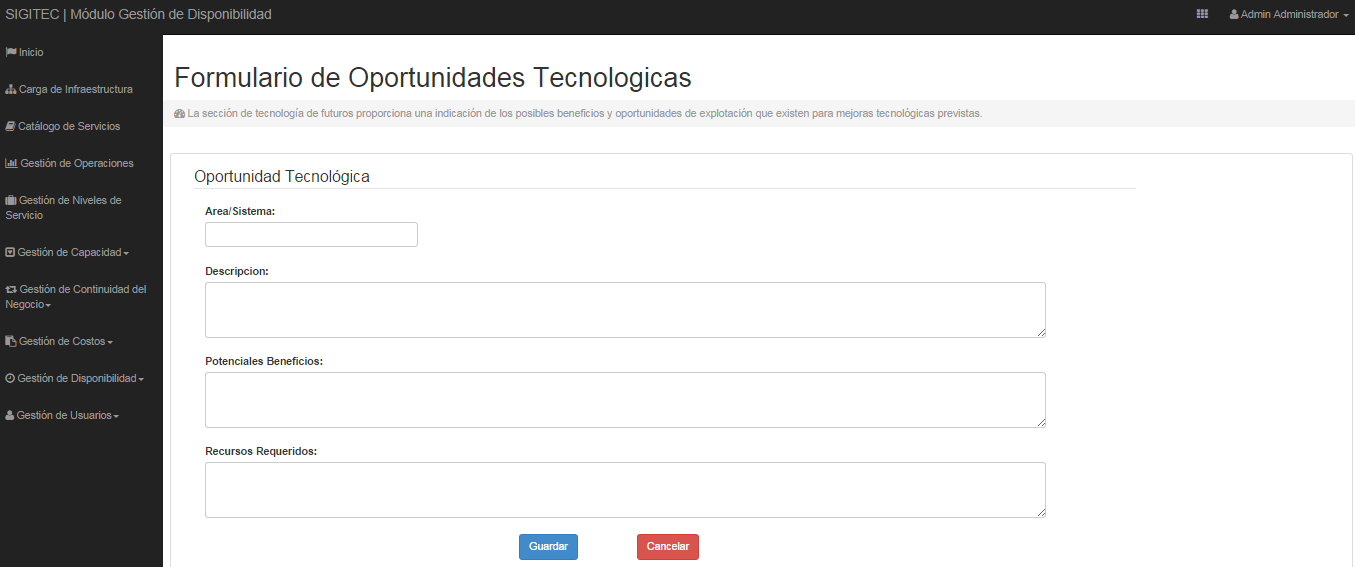 SIGITEC | Módulo Gestión de Disponibilidad
Admin Administrador
Inicio
Carga de Infraestructura
Catálogo de Servicios
Gestión de Operaciones
Gestión de Niveles de
Servicio
Gestión de Capacidad
Gestión de Continuidad del
Negocio
Gestión de Costos
Gestión de Disponibilidad
Gestión de Usuarios
Formulario de Oportunidades Tecnologicas
La sección de tecnología de futuros proporciona una indicación de los posibles beneficios y oportunidades de explotación que existen para mejoras tecnológicas previstas.
Oportunidad Tecnológica
Area/Sistema:
Descripcion:
Potenciales Beneficios:
Recursos Requeridos:
Guardar
Cancelar